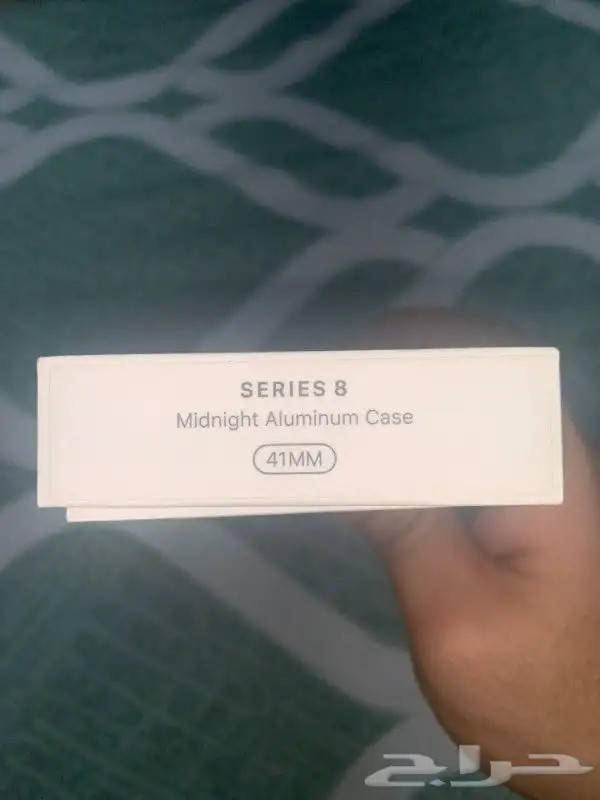 SERIES 8
Midnight Aluminum Case
41MM
حراج